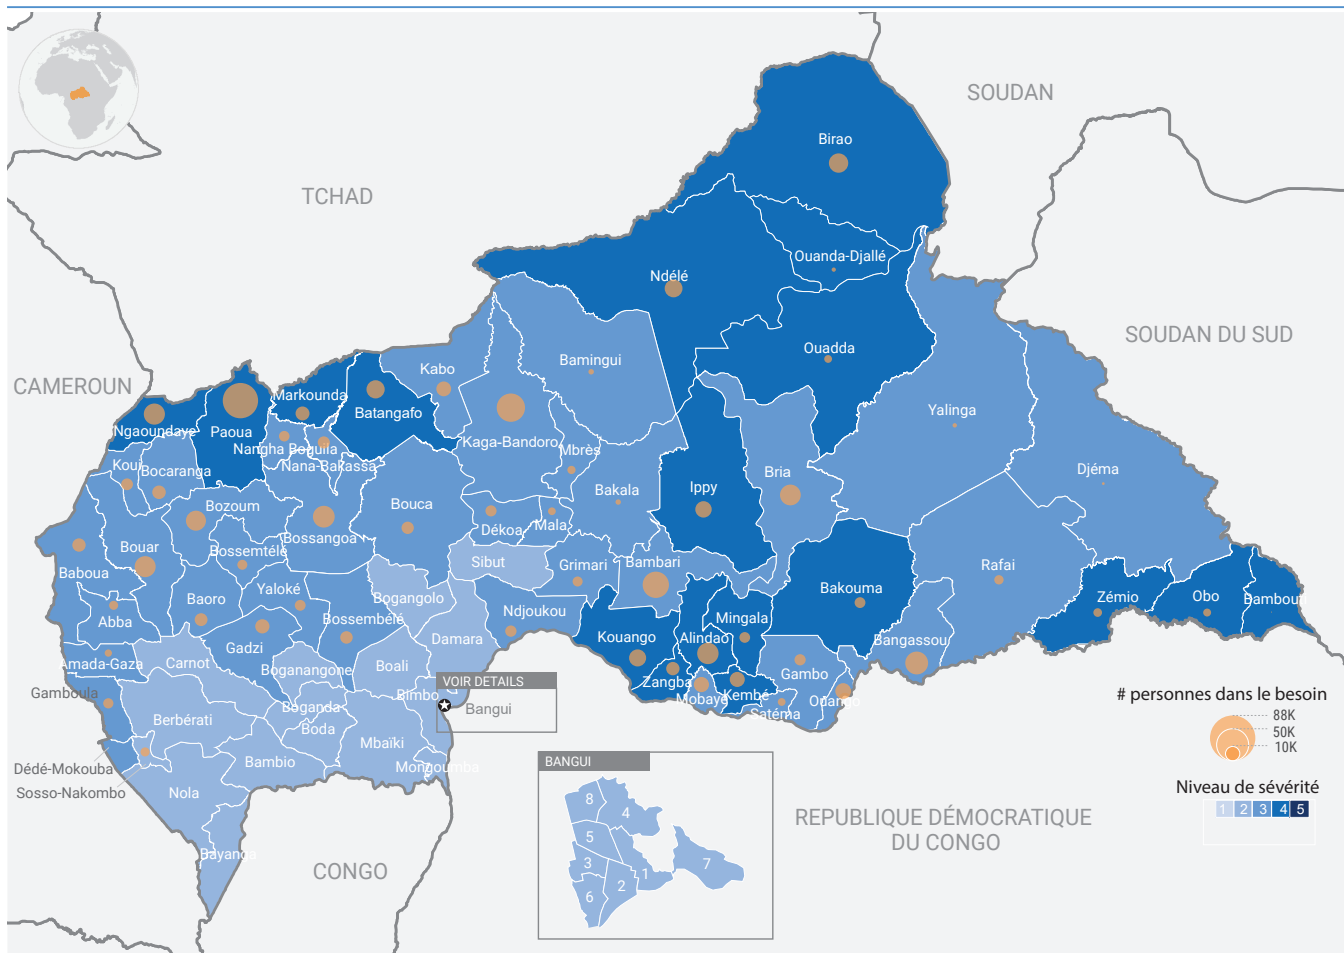 SOUDAN
Birao
TCHAD
Ouanda-Djallé
Ndélé
SOUDAN DU SUD
Ouadda
Bamingui
Kabo
CAMEROUN
Markounda
Yalinga
Batangafo
Ngaoundaye
Paoua
Kaga-Bandoro
Nangha Boguila
Mbrès
Nana-Bakassa
Koui
Bocaranga
Bria
Djéma
Ippy
Bakala
Bouca
Bozoum
Mala
Dékoa
Bossangoa
Bouar
Bossemtélé
Sibut
Bambari
Grimari
Rafai
Baboua
Yaloké
Bakouma
Baoro
Bogangolo
Zémio
Obo
Bambouti
Ndjoukou
Abba
Bossembélé
Mingala
Kouango
Alindao
Damara
Bangassou
Gadzi
Amada-Gaza
Carnot
Boganangone
Boali
Gambo
Zangba
VOIR DETAILS
Gamboula
Bimbo
Kembé
Mobaye
Ouango
# personnes dans le besoin
Boganda
Bangui
Satéma
88K
Berbérati
Boda
50K
Mbaïki
10K
Bambio
BANGUI
Mongoumba
Dédé-Mokouba
Niveau de sévérité
Sosso-Nakombo
Nola
8
4
1 2 3 4 5
REPUBLIQUE DÉMOCRATIQUE
DU CONGO
5
Bayanga
3
7
CONGO
1
2
6